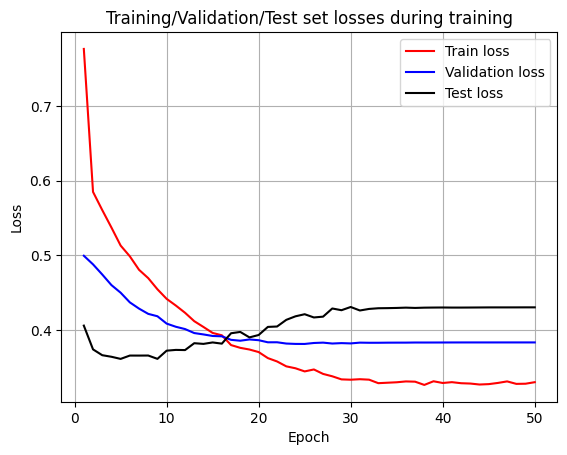 Training/Validation/Test set losses during training
Train loss
Validation loss
Test loss
0.7
0.6
0.5
0.4
Loss
0
10
20
30
40
50
Epoch